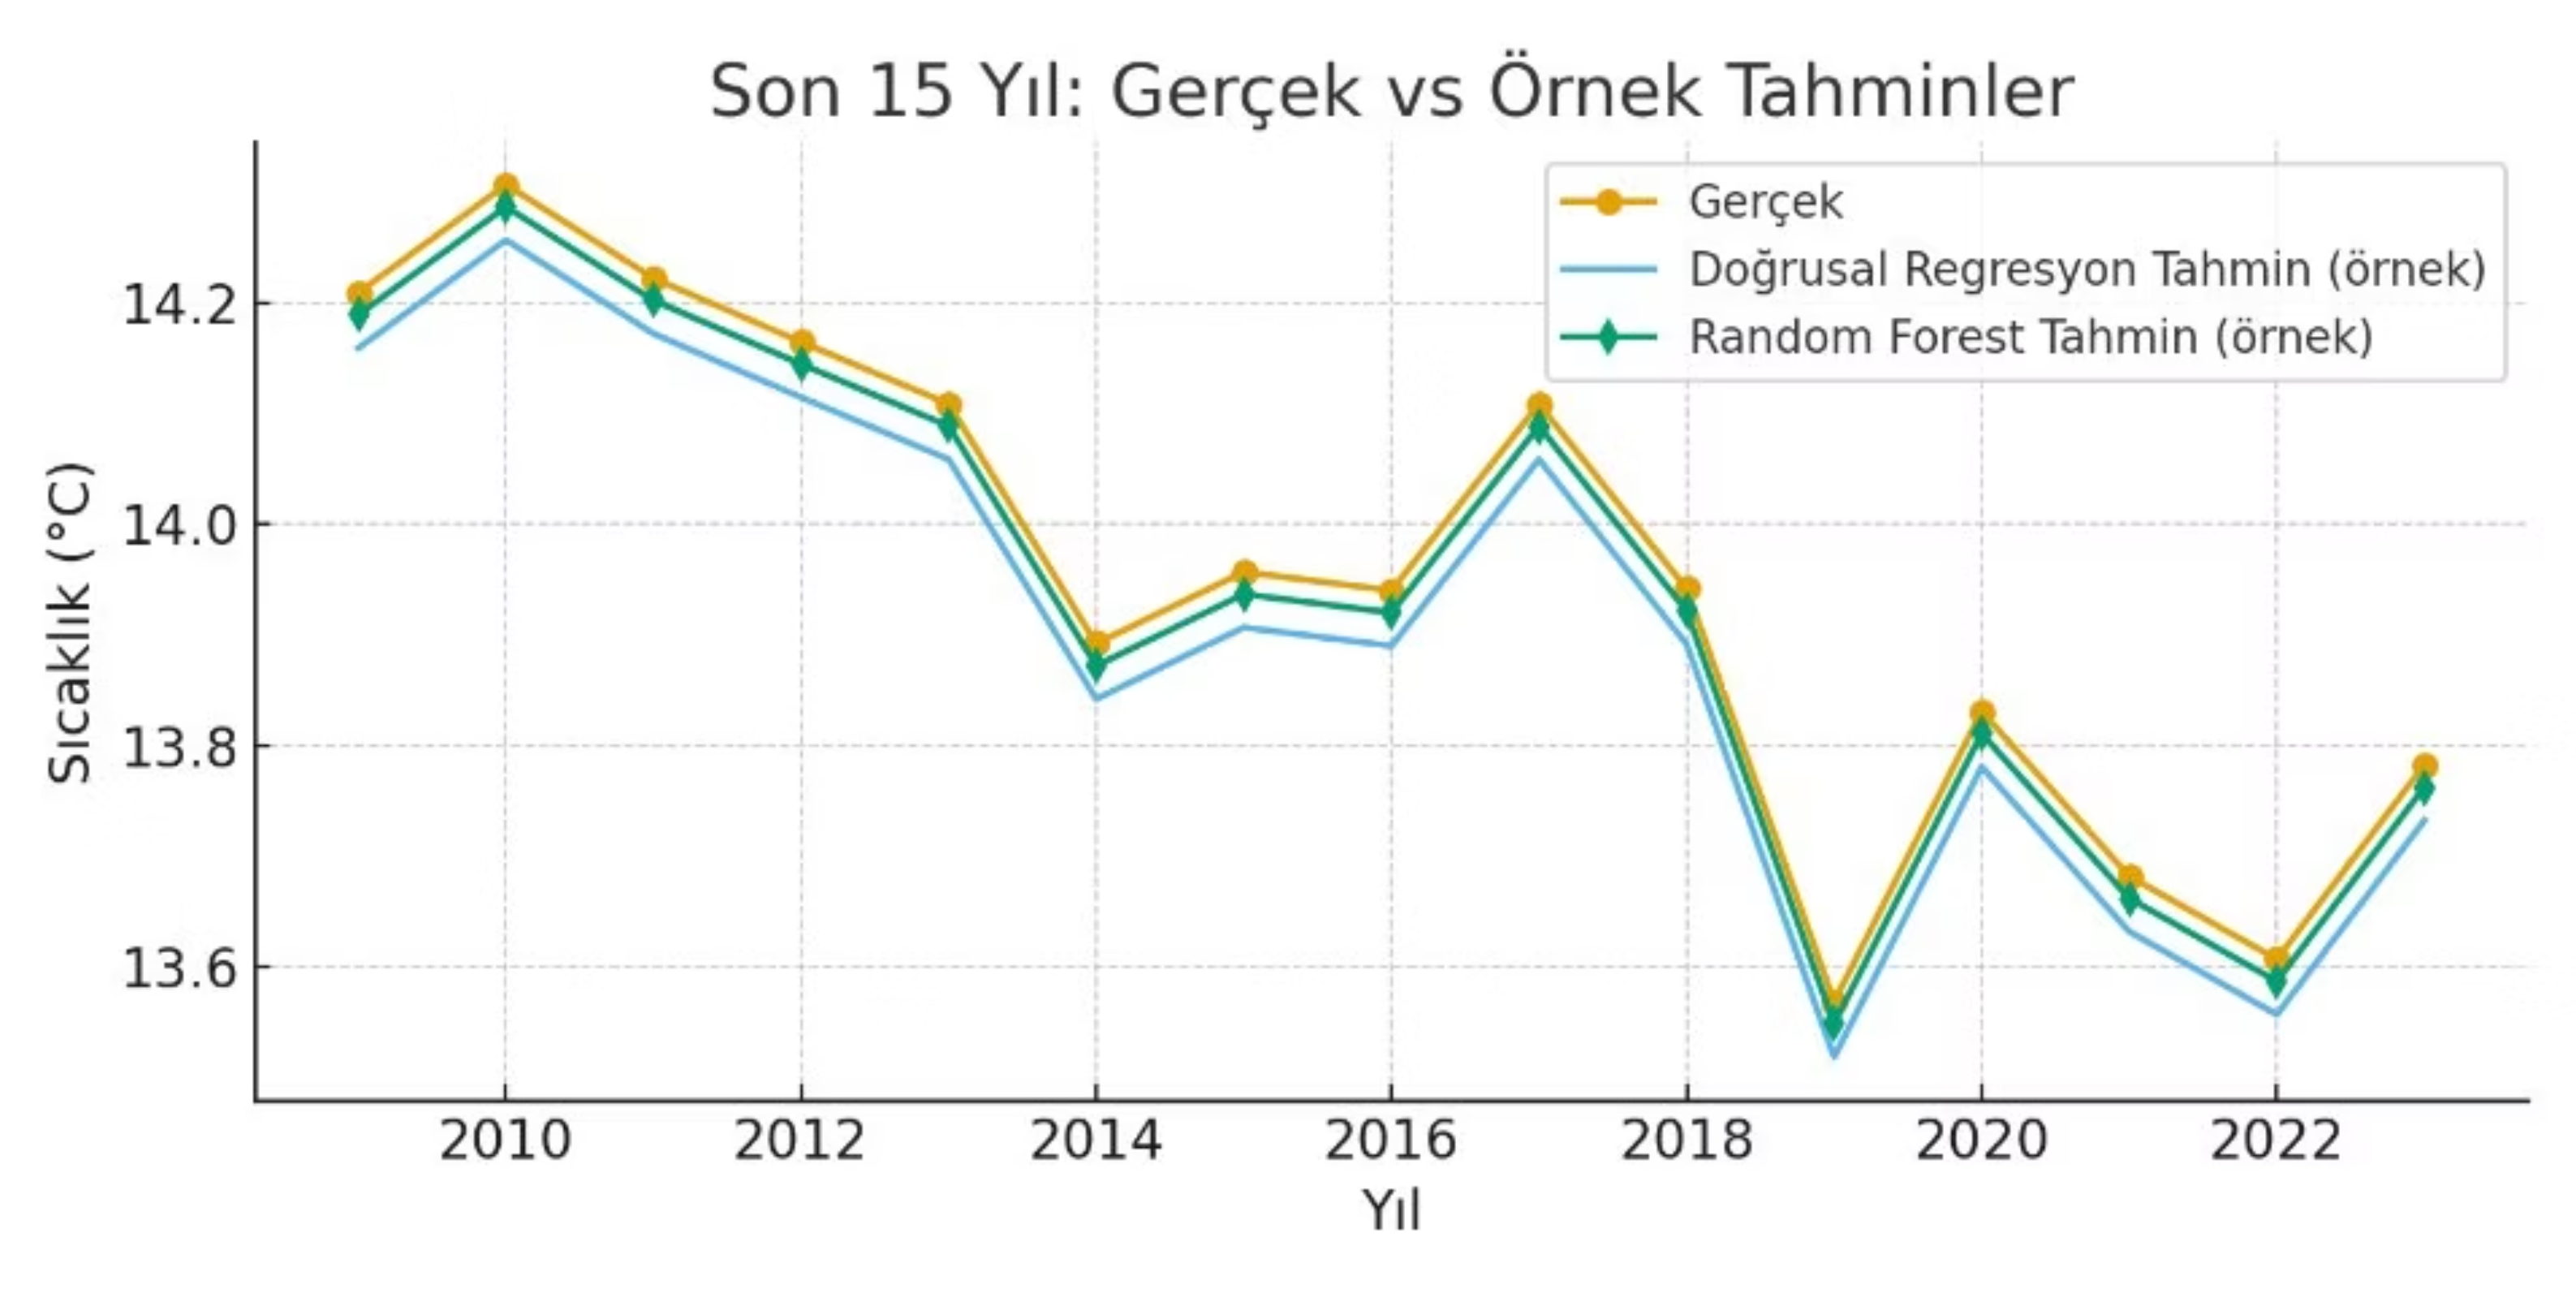 Son 15 Yıl: Gerçek vs Örnek Tahminler
Gerçek
Doğrusal Regresyon Tahmin (örnek)
Random Forest Tahmin (örnek)
Sıcaklık (°C)
14.2
14.0
13.8
13.6
2010 2012 2014 2016 2018 2020 2022
Yıl